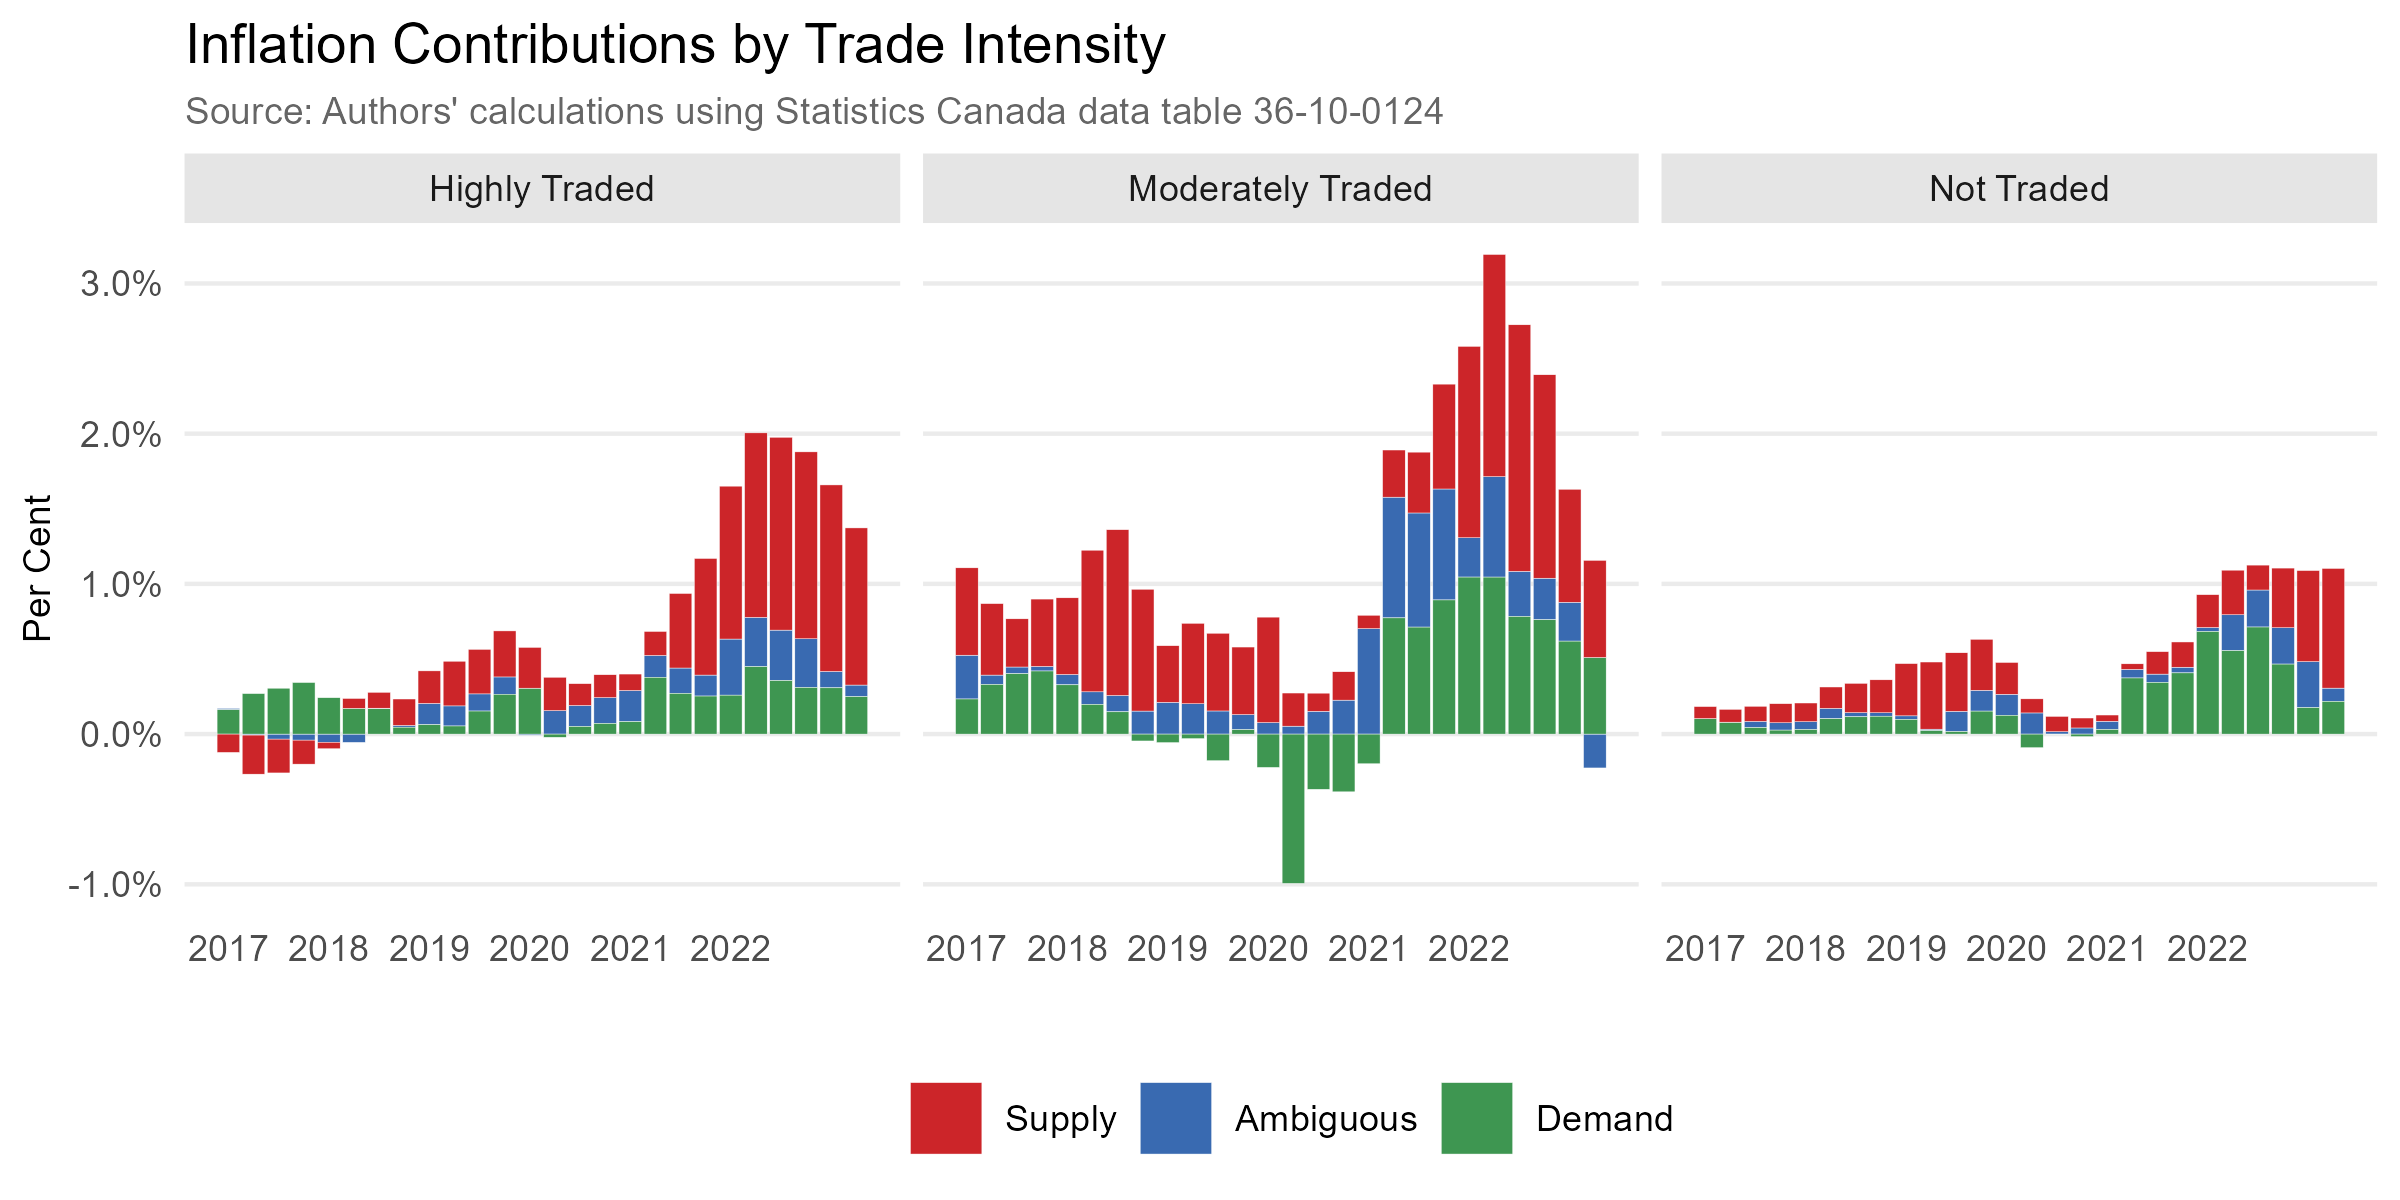 Inflation Contributions by Trade Intensity
Source: Authors' calculations using Statistics Canada data table 36-10-0124
Highly Traded
Moderately Traded
Not Traded
Per Cent
3.0%
2.0%
1.0%
0.0%
-1.0%
2017 2018 2019 2020 2021 2022
2017 2018 2019 2020 2021 2022
2017 2018 2019 2020 2021 2022
Supply
Ambiguous
Demand